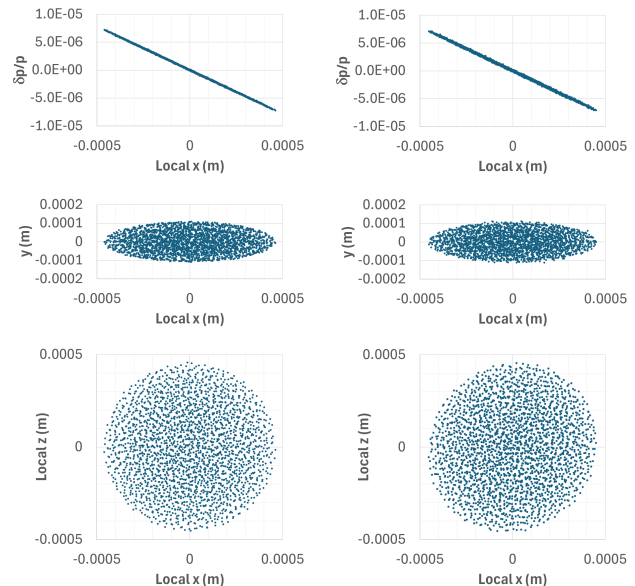 1.0E-05
5.0E-06
0.0E+00
-5.0E-06
-1.0E-05
δp/p
-0.0005 0 0.0005
Local x (m)
1.0E-05
5.0E-06
0.0E+00
-5.0E-06
-1.0E-05
δp/p
-0.0005 0 0.0005
Local x (m)
0.0002
0.0001
0
-0.0001
-0.0002
y (m)
-0.0005 0 0.0005
Local x (m)
0.0002
0.0001
0
-0.0001
-0.0002
y (m)
-0.0005 0 0.0005
Local x (m)
0.0005
0
-0.0005
Local z (m)
-0.0005 0 0.0005
Local x (m)
0.0005
0
-0.0005
Local z (m)
-0.0005 0 0.0005
Local x (m)